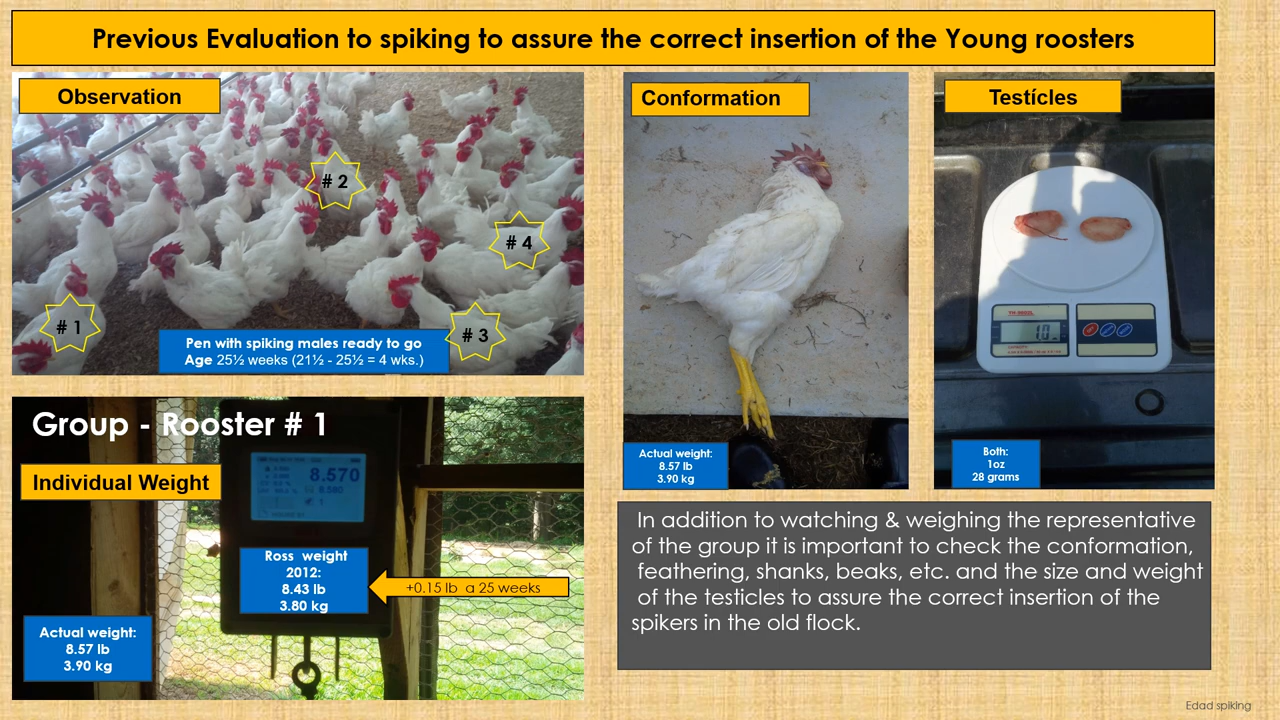 Previous Evaluation to spiking to assure the correct insertion of the Young roosters
Observation
# 2
# 4
# 1
# 3
Pen with spiking males ready to go
Age 25½ weeks (21½ - 25½ = 4 wks.)
Conformation
Actual weight:
8.57 lb
3.90 kg
Testícles
1.0
Both:
1oz
28 grams
Group - Rooster # 1
Individual Weight
8.570
Ross weight
2012:
8.43 lb
3.80 kg
+0.15 lb a 25 weeks
Actual weight:
8.57 lb
3.90 kg
In addition to watching & weighing the representative
of the group it is important to check the conformation,
feathering, shanks, beaks, etc. and the size and weight
of the testicles to assure the correct insertion of the
spikers in the old flock.
Edad spiking